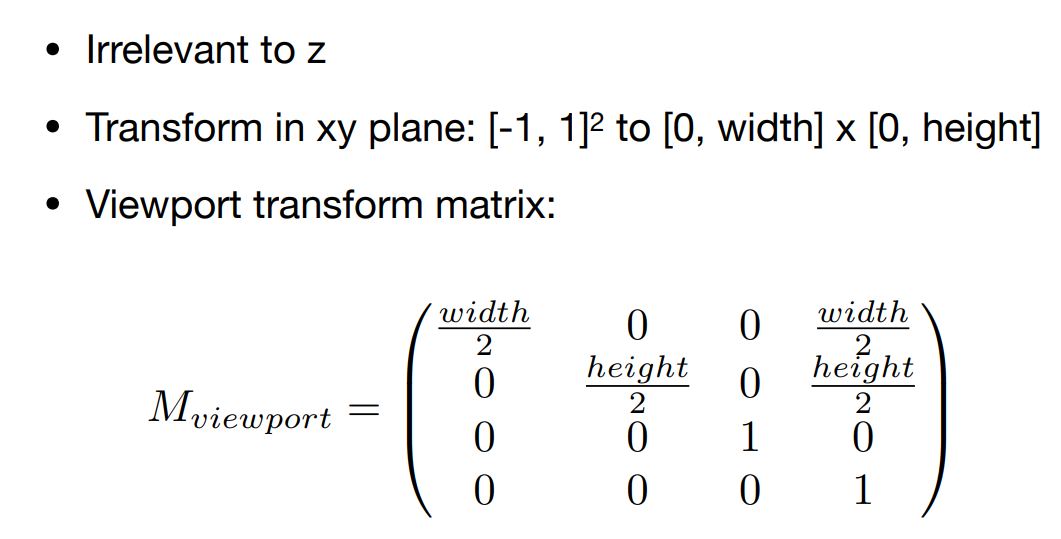 • Irrelevant to z
• Transform in xy plane: [-1, 1]² to [0, width] x [0, height]
• Viewport transform matrix:
$M_{viewport} = \begin{pmatrix} \frac{width}{2} & 0 & 0 & \frac{width}{2} \\ 0 & \frac{height}{2} & 0 & \frac{height}{2} \\ 0 & 0 & 1 & 0 \\ 0 & 0 & 0 & 1 \end{pmatrix}$